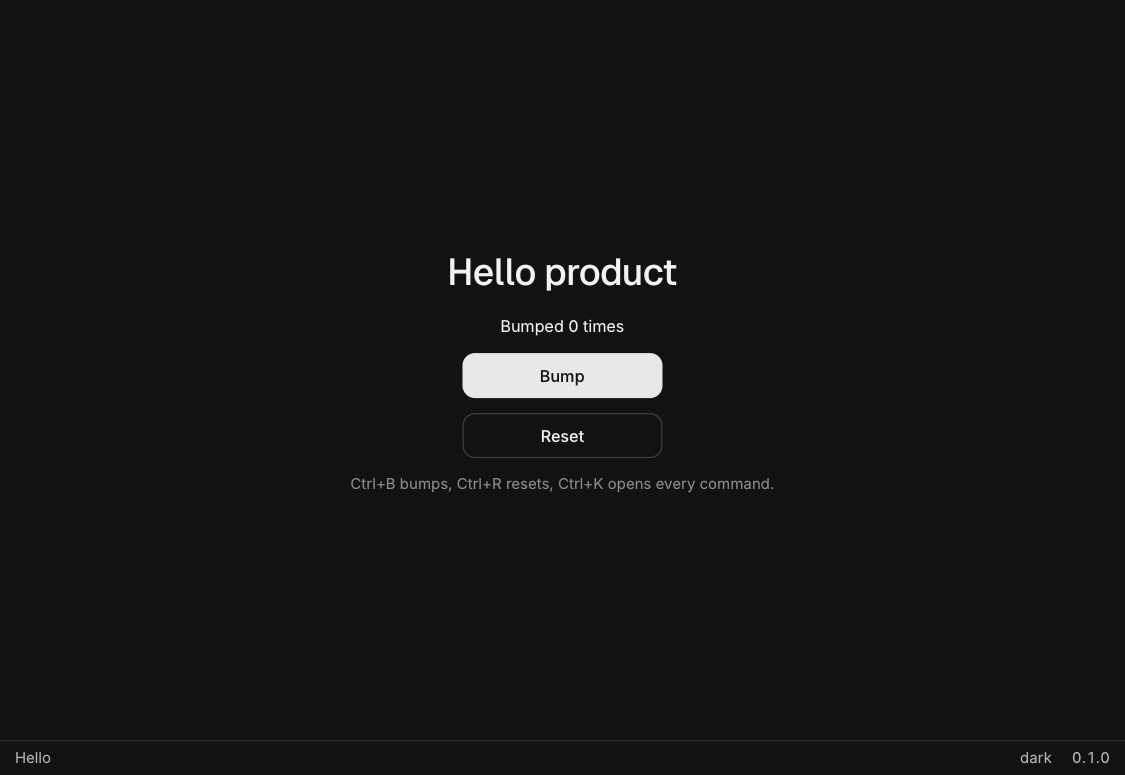 Hello product
Bumped 0 times
Bump
Reset
Ctrl+B bumps, Ctrl+R resets, Ctrl+K opens every command.
Hello
dark
0.1.0